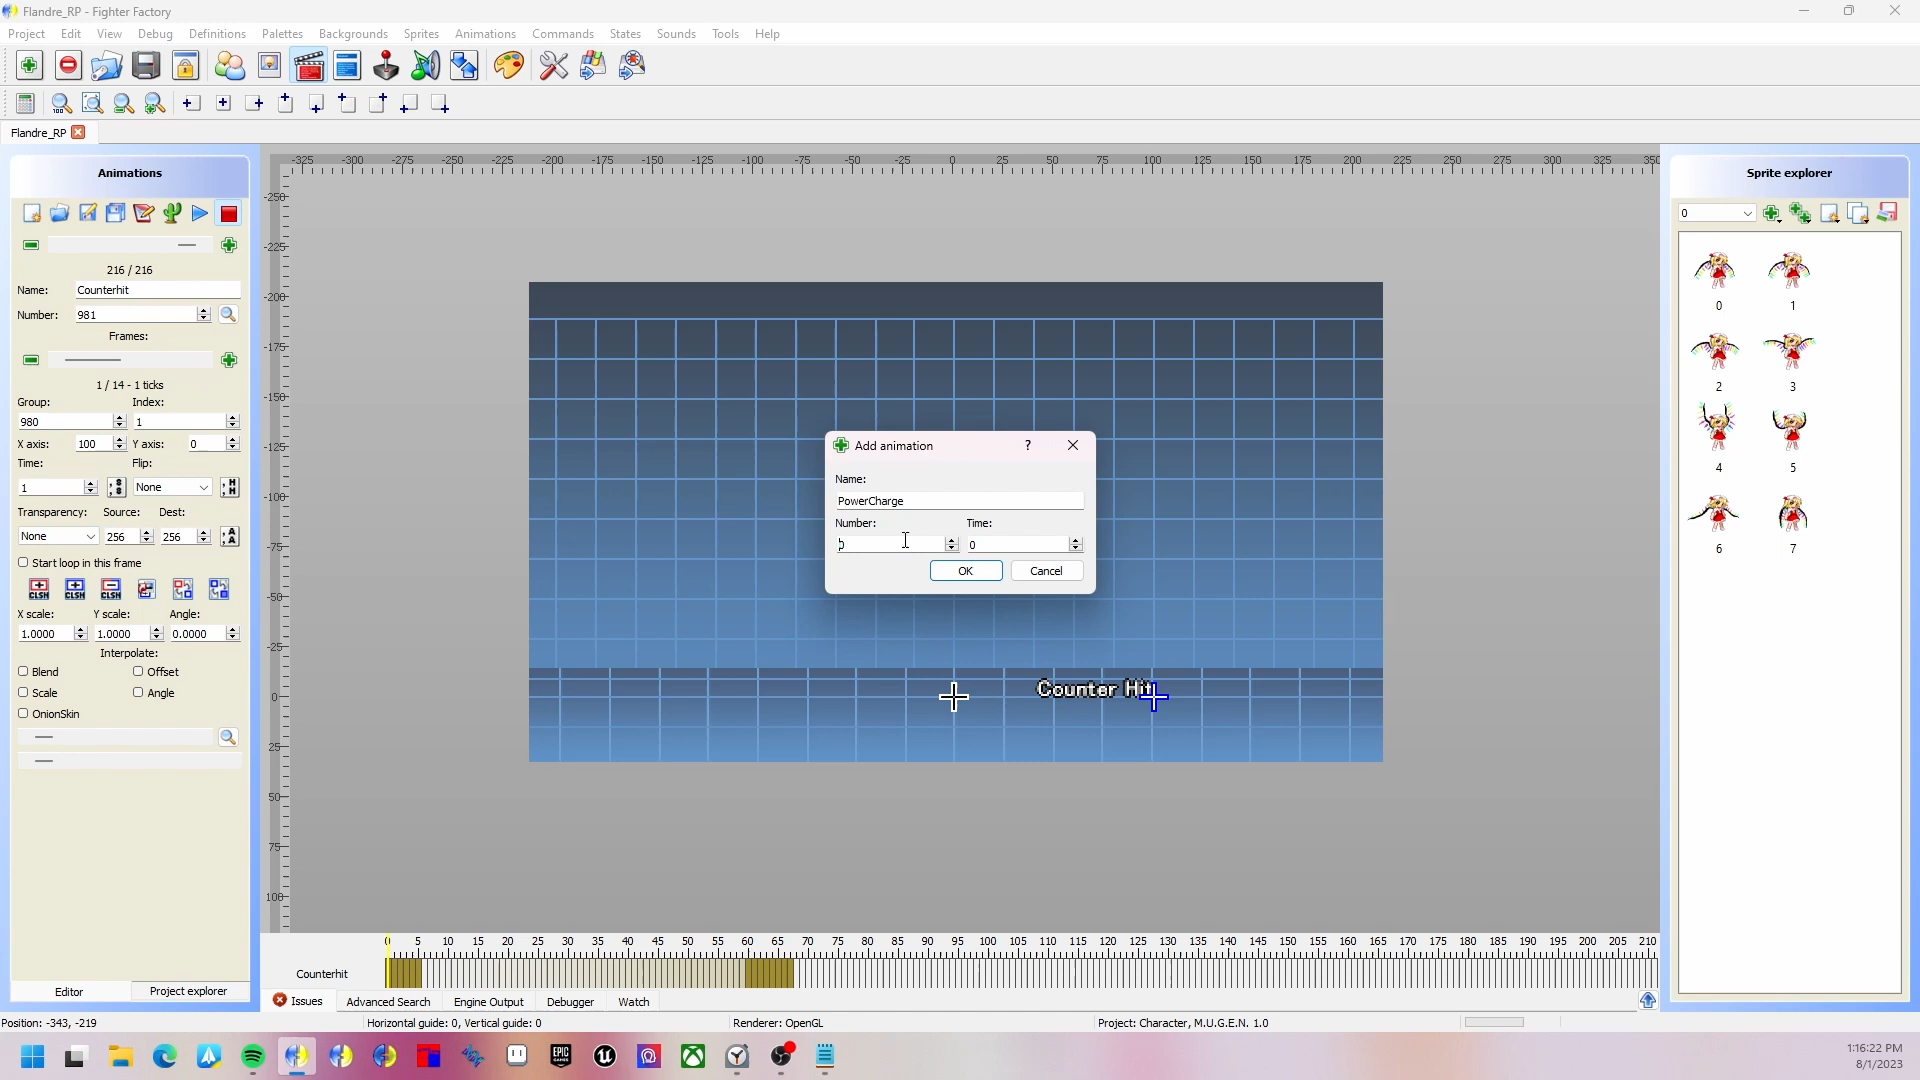 Flandre_RP - Fighter Factory
Project Edit View Debug Definitions Palettes Backgrounds Sprites Animations Commands States Sounds Tools Help
Flandre_RP
Animations
216 / 216
Name: Counterhit
Number: 981
Frames:
1 / 14 - 1 ticks
Group: Index:
980 1
X axis: 100 Y axis: 0
Time: Flip:
1 None
Transparency: Source: Dest:
None 256 256
Start loop in this frame
CLSN CLSN CLSN
X scale: Y scale: Angle:
1.0000 1.0000 0.0000
Interpolate:
Blend Offset
Scale Angle
OnionSkin
Editor Project explorer
-325 -300 -275 -250 -225 -200 -175 -150 -125 -100 -75 -50 -25 0 25 50 75 100 125 150 175 200 225 250 275 300 325 350
-250
-225
-200
-175
-150
-125
-100
-75
-50
-25
0
25
50
75
100
Add animation ?
Name:
PowerCharge
Number: Time:
0 0
OK Cancel
Counter Hit
0 5 10 15 20 25 30 35 40 45 50 55 60 65 70 75 80 85 90 95 100 105 110 115 120 125 130 135 140 145 150 155 160 165 170 175 180 185 190 195 200 205 210
Counterhit
Issues Advanced Search Engine Output Debugger Watch
Sprite explorer
0
0 1
2 3
4 5
6 7
Position: -343, -219 Horizontal guide: 0, Vertical guide: 0 Renderer: OpenGL Project: Character, M.U.G.E.N. 1.0
EPIC GAMES
1:16:22 PM
8/1/2023